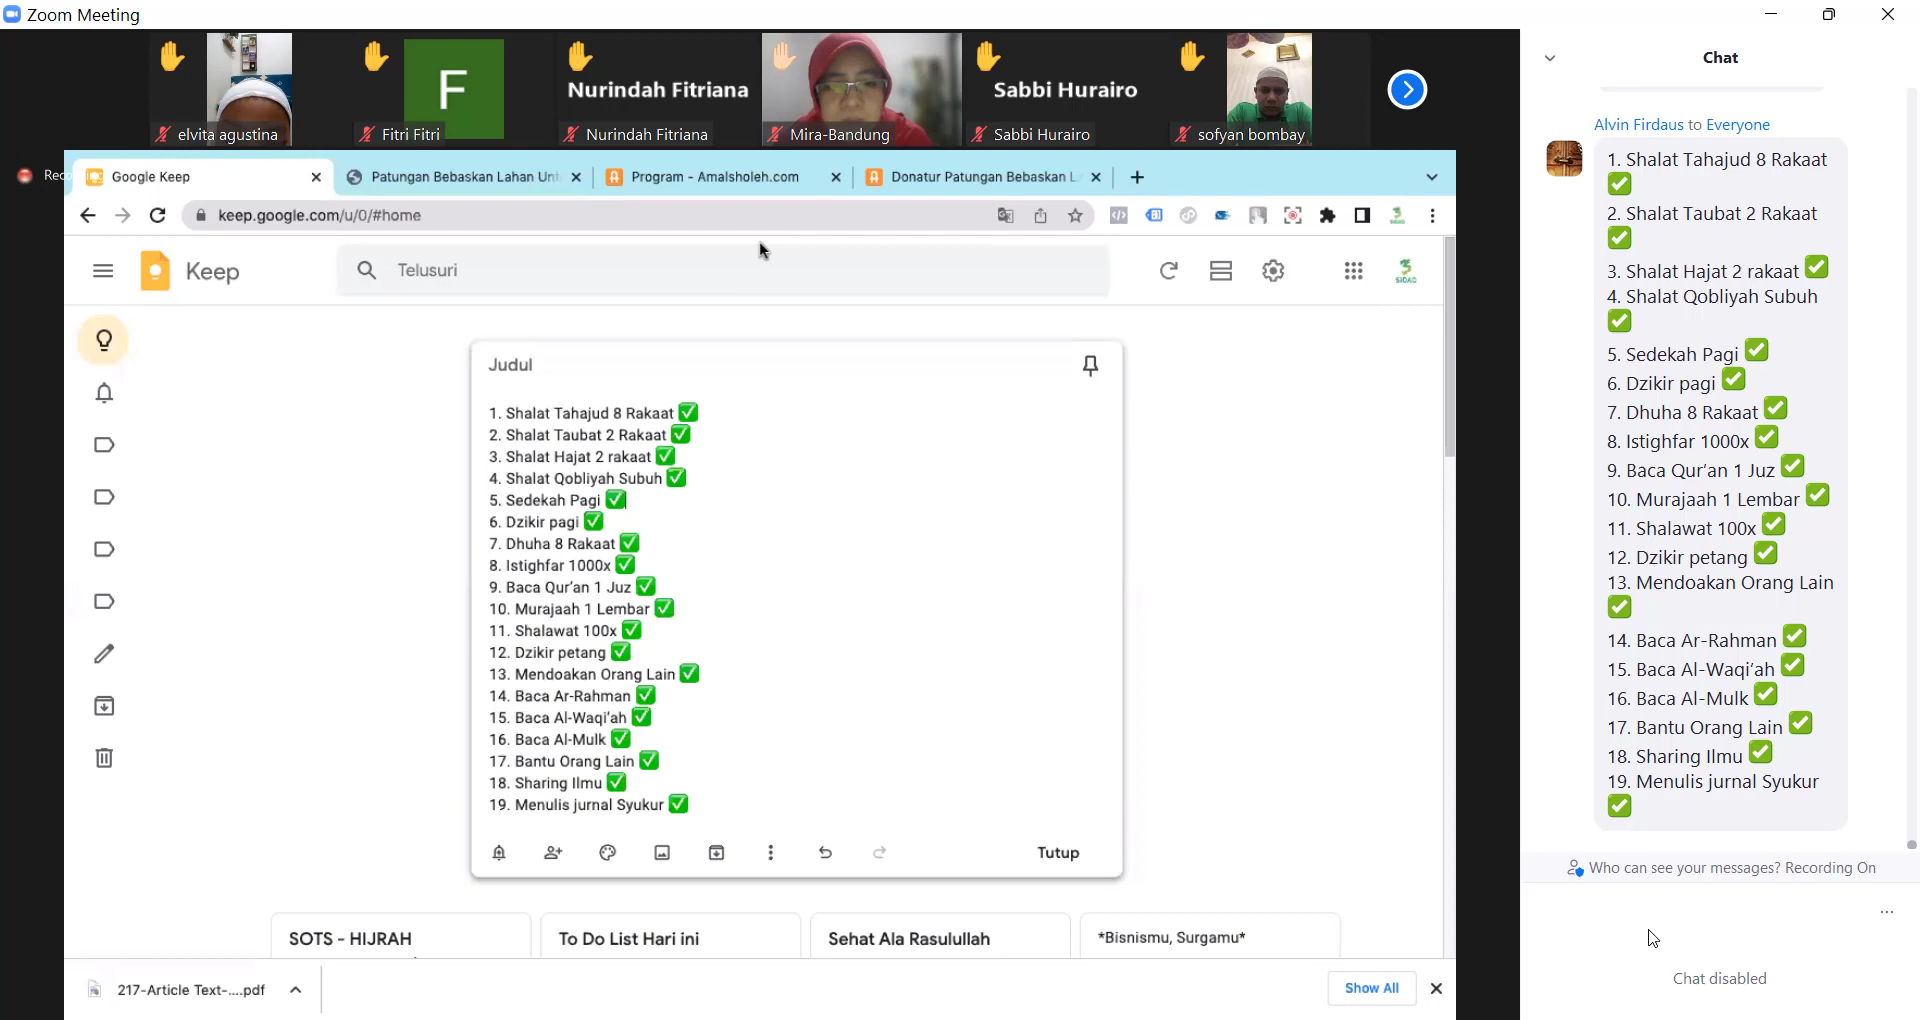 Zoom Meeting
elvita agustina
F
Fitri Fitri
Nurindah Fitriana
Nurindah Fitriana
Mira-Bandung
Sabbi Hurairo
Sabbi Hurairo
sofyan bombay
Google Keep
Patungan Bebaskan Lahan Unt
Program - Amalsholeh.com
Donatur Patungan Bebaskan L
keep.google.com/u/0/#home
Keep
Telusuri
SIDAQ
Judul
1. Shalat Tahajud 8 Rakaat ✅
2. Shalat Taubat 2 Rakaat ✅
3. Shalat Hajat 2 rakaat ✅
4. Shalat Qobliyah Subuh ✅
5. Sedekah Pagi ✅
6. Dzikir pagi ✅
7. Dhuha 8 Rakaat ✅
8. Istighfar 1000x ✅
9. Baca Qur'an 1 Juz ✅
10. Murajaah 1 Lembar ✅
11. Shalawat 100x ✅
12. Dzikir petang ✅
13. Mendoakan Orang Lain ✅
14. Baca Ar-Rahman ✅
15. Baca Al-Waqi'ah ✅
16. Baca Al-Mulk ✅
17. Bantu Orang Lain ✅
18. Sharing Ilmu ✅
19. Menulis jurnal Syukur ✅
Tutup
SOTS - HIJRAH
To Do List Hari ini
Sehat Ala Rasulullah
*Bisnismu, Surgamu*
217-Article Text-....pdf
Show All
Chat
Alvin Firdaus to Everyone
1. Shalat Tahajud 8 Rakaat
✅
2. Shalat Taubat 2 Rakaat
✅
3. Shalat Hajat 2 rakaat ✅
4. Shalat Qobliyah Subuh
✅
5. Sedekah Pagi ✅
6. Dzikir pagi ✅
7. Dhuha 8 Rakaat ✅
8. Istighfar 1000x ✅
9. Baca Qur'an 1 Juz ✅
10. Murajaah 1 Lembar ✅
11. Shalawat 100x ✅
12. Dzikir petang ✅
13. Mendoakan Orang Lain
✅
14. Baca Ar-Rahman ✅
15. Baca Al-Waqi'ah ✅
16. Baca Al-Mulk ✅
17. Bantu Orang Lain ✅
18. Sharing Ilmu ✅
19. Menulis jurnal Syukur
✅
Who can see your messages? Recording On
Chat disabled